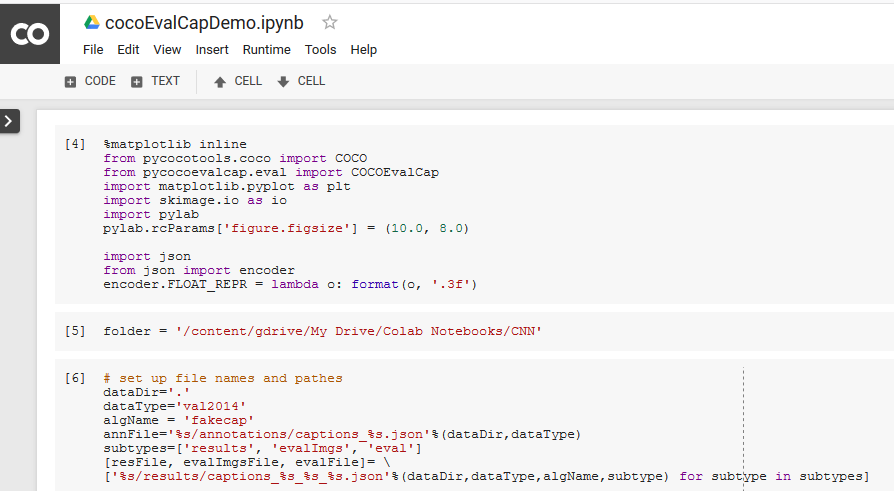 CO
cocoEvalCapDemo.ipynb
File Edit View Insert Runtime Tools Help
CODE TEXT CELL CELL
[4] %matplotlib inline
from pycocotools.coco import COCO
from pycocoevalcap.eval import COCOEvalCap
import matplotlib.pyplot as plt
import skimage.io as io
import pylab
pylab.rcParams['figure.figsize'] = (10.0, 8.0)
import json
from json import encoder
encoder.FLOAT_REPR = lambda o: format(o, '.3f')
[5] folder = '/content/gdrive/My Drive/Colab Notebooks/CNN'
[6] # set up file names and pathes
dataDir='.'
dataType='val2014'
algName = 'fakecap'
annFile='%s/annotations/captions_%s.json'%(dataDir,dataType)
subtypes=['results', 'evalImgs', 'eval']
[resFile, evalImgsFile, evalFile]= \
['%s/results/captions_%s_%s_%s.json'%(dataDir,dataType,algName,subtype) for subtype in subtypes]